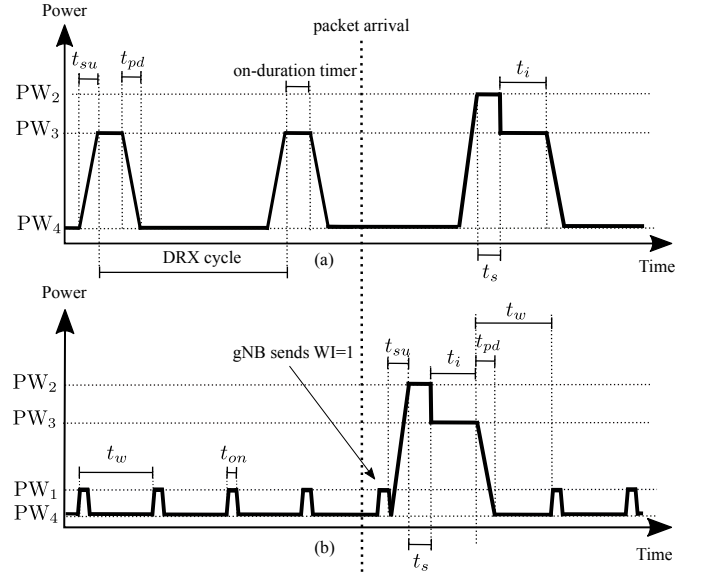 Power
packet arrival
t_su
t_pd
on-duration timer
t_i
PW_2
PW_3
PW_4
DRX cycle
(a)
t_s
Time
Power
gNB sends WI=1
t_su
t_i
t_w
t_pd
PW_2
PW_3
t_w
t_on
PW_1
PW_4
(b)
t_s
Time